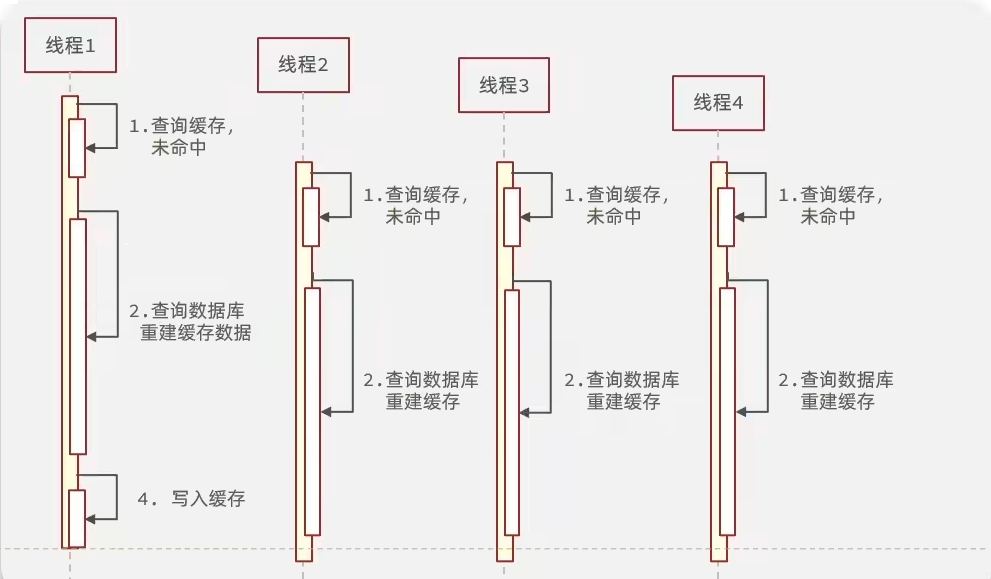 线程1
线程2
线程3
线程4
1.查询缓存,
未命中
1.查询缓存,
未命中
1.查询缓存,
未命中
1.查询缓存,
未命中
2.查询数据库
重建缓存数据
2.查询数据库
重建缓存
2.查询数据库
重建缓存
2.查询数据库
重建缓存
4. 写入缓存